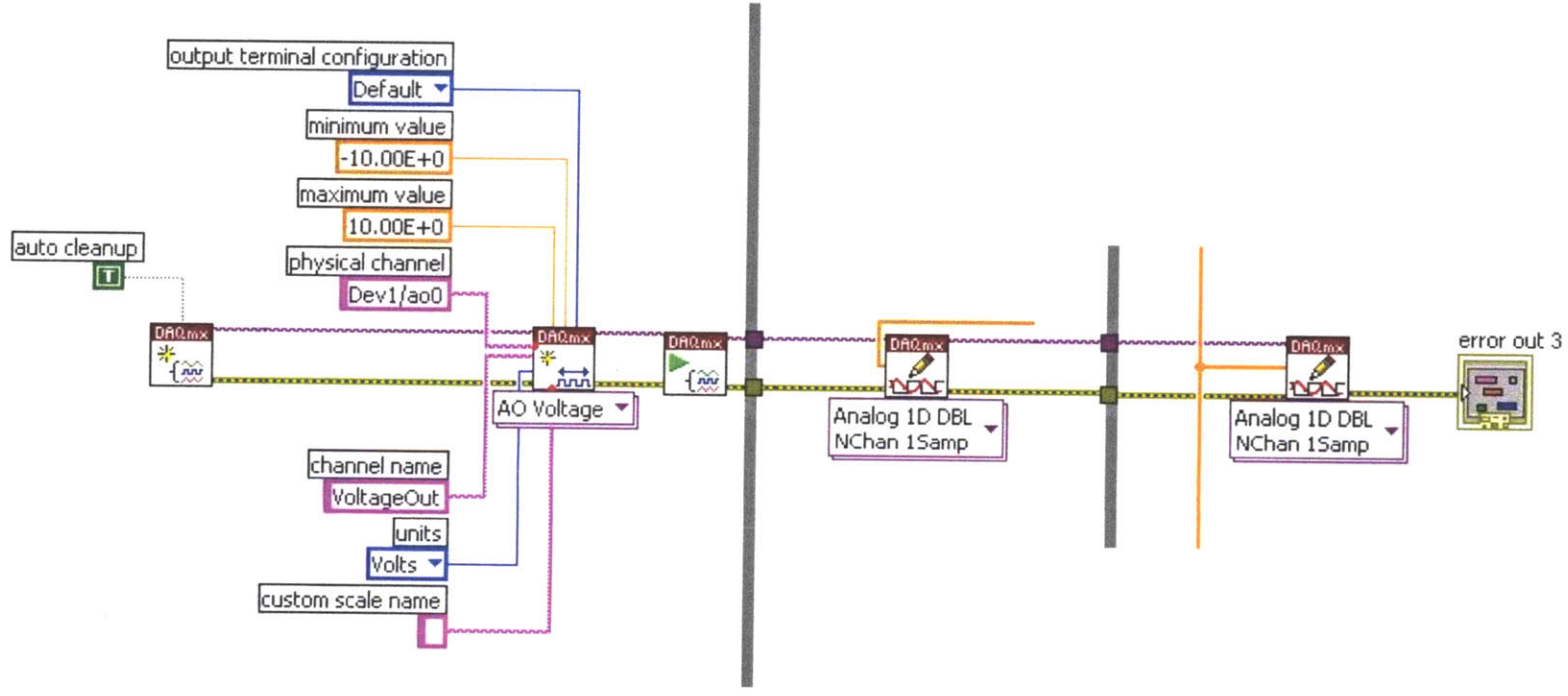 output terminal configuration
Default
minimum value
-10.00E+0
maximum value
10.00E+0
auto cleanup
T
physical channel
Dev1/ao0
DAQmx
DAQmx
AO Voltage
DAQmx
DAQmx
Analog 1D DBL
NChan 1Samp
DAQmx
Analog 1D DBL
NChan 1Samp
error out 3
channel name
VoltageOut
units
Volts
custom scale name